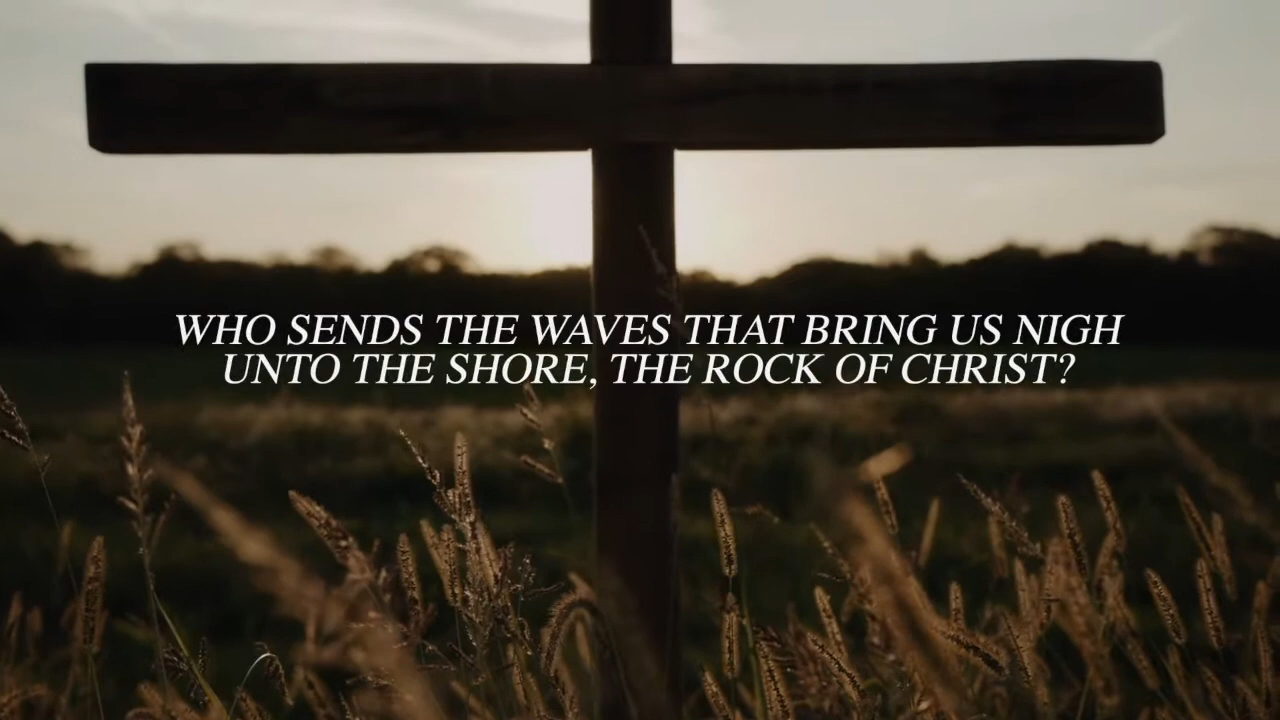 WHO SENDS THE WAVES THAT BRING US NIGH
UNTO THE SHORE, THE ROCK OF CHRIST?